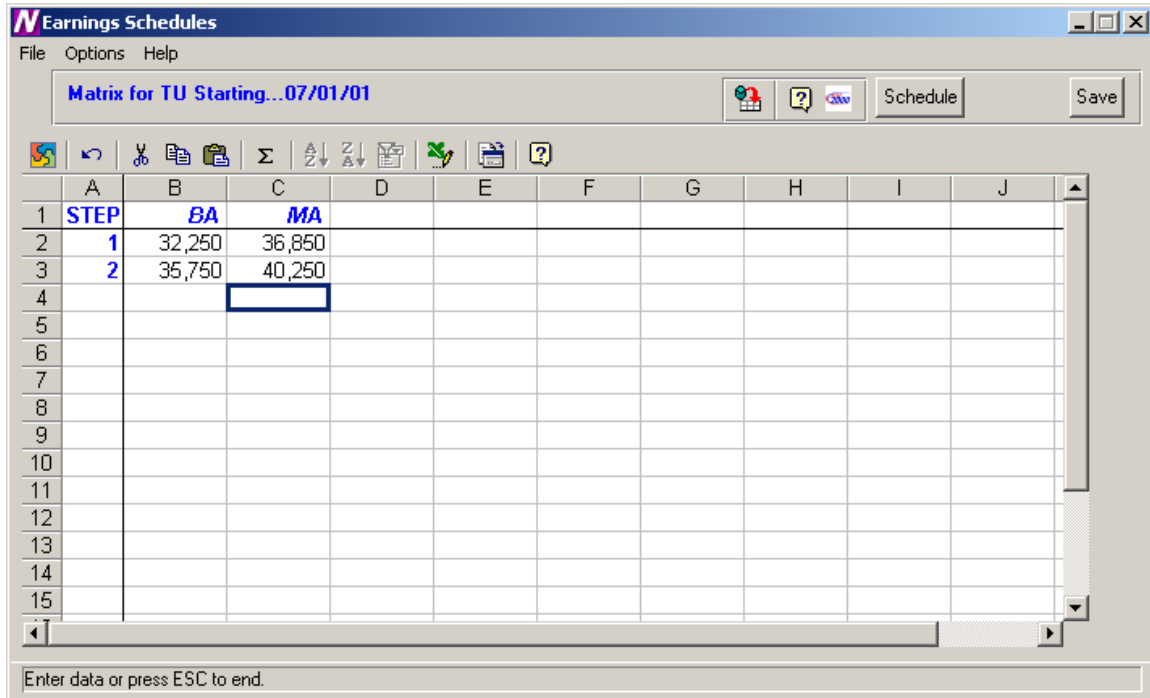 Earnings Schedules
File Options Help
Matrix for TU Starting...07/01/01
Schedule
Save
A B C D E F G H I J
1 STEP BA MA
2 1 32,250 36,850
3 2 35,750 40,250
4
5
6
7
8
9
10
11
12
13
14
15
Enter data or press ESC to end.